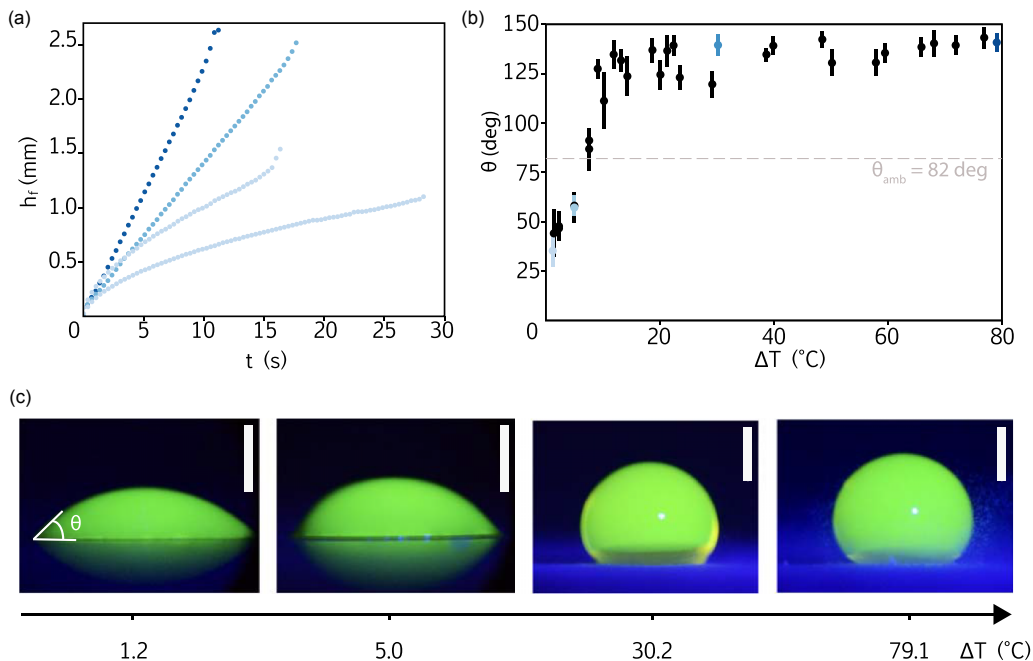 (a)
2.5
2.0
1.5
1.0
0.5
0
5
10
15
20
25
30
h_f (mm)
t (s)
(b)
150
125
100
75
50
25
0
20
40
60
80
θ (deg)
θ_amb = 82 deg
ΔT (°C)
(c)
θ
1.2
5.0
30.2
79.1
ΔT (°C)